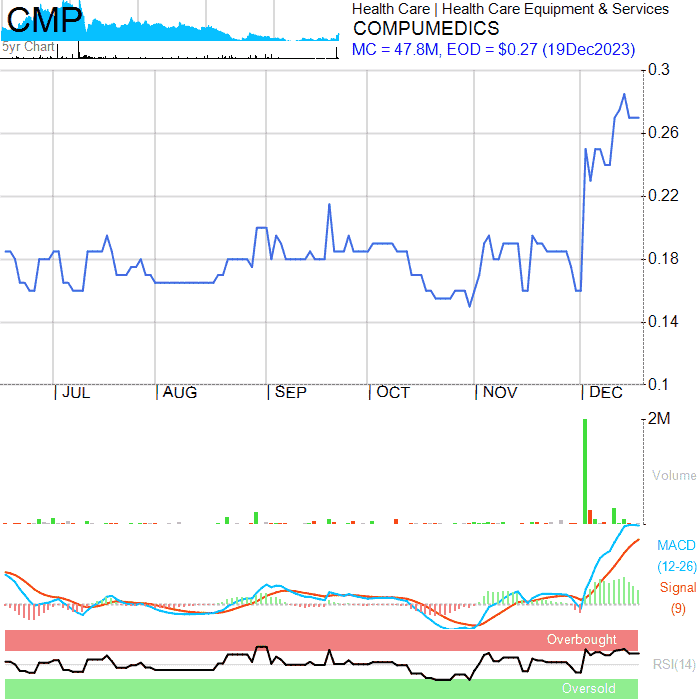 CMP
5yr Chart
Health Care | Health Care Equipment & Services
COMPUMEDICS
MC = 47.8M, EOD = $0.27 (19Dec2023)
0.3
0.26
0.22
0.18
0.14
0.1
JUL
AUG
SEP
OCT
NOV
DEC
2M
Volume
MACD
(12-26)
Signal
(9)
Overbought
RSI(14)
Oversold